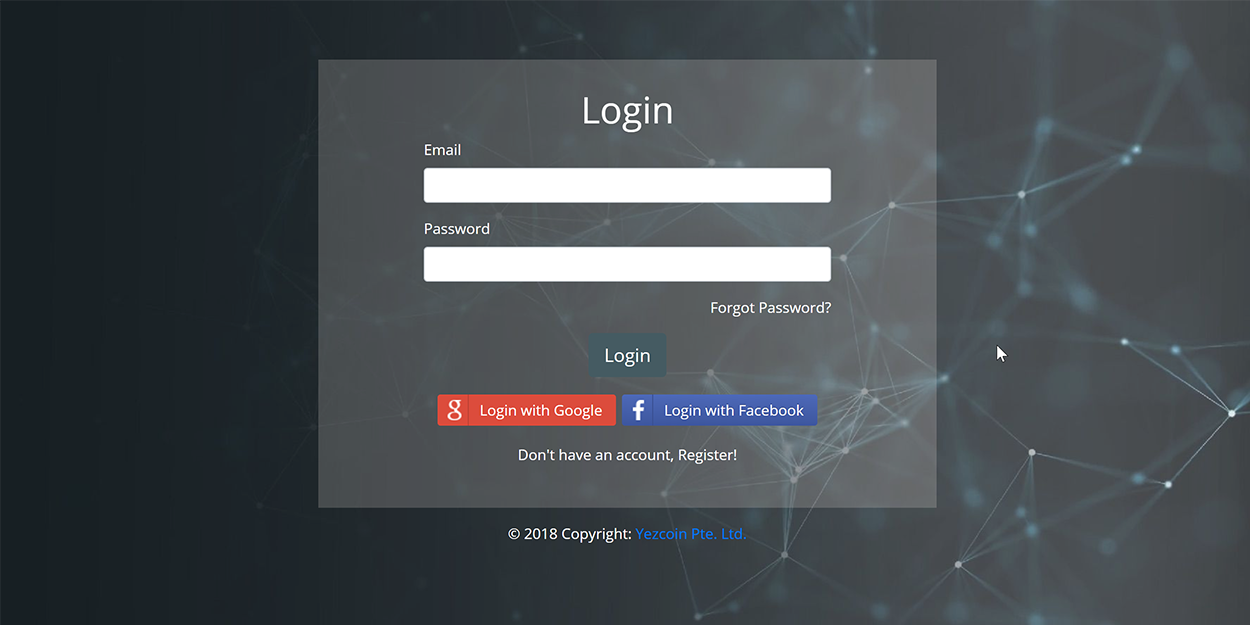 Login
Email
Password
Forgot Password?
Login
g Login with Google f Login with Facebook
Don't have an account, Register!
© 2018 Copyright: Yezcoin Pte. Ltd.